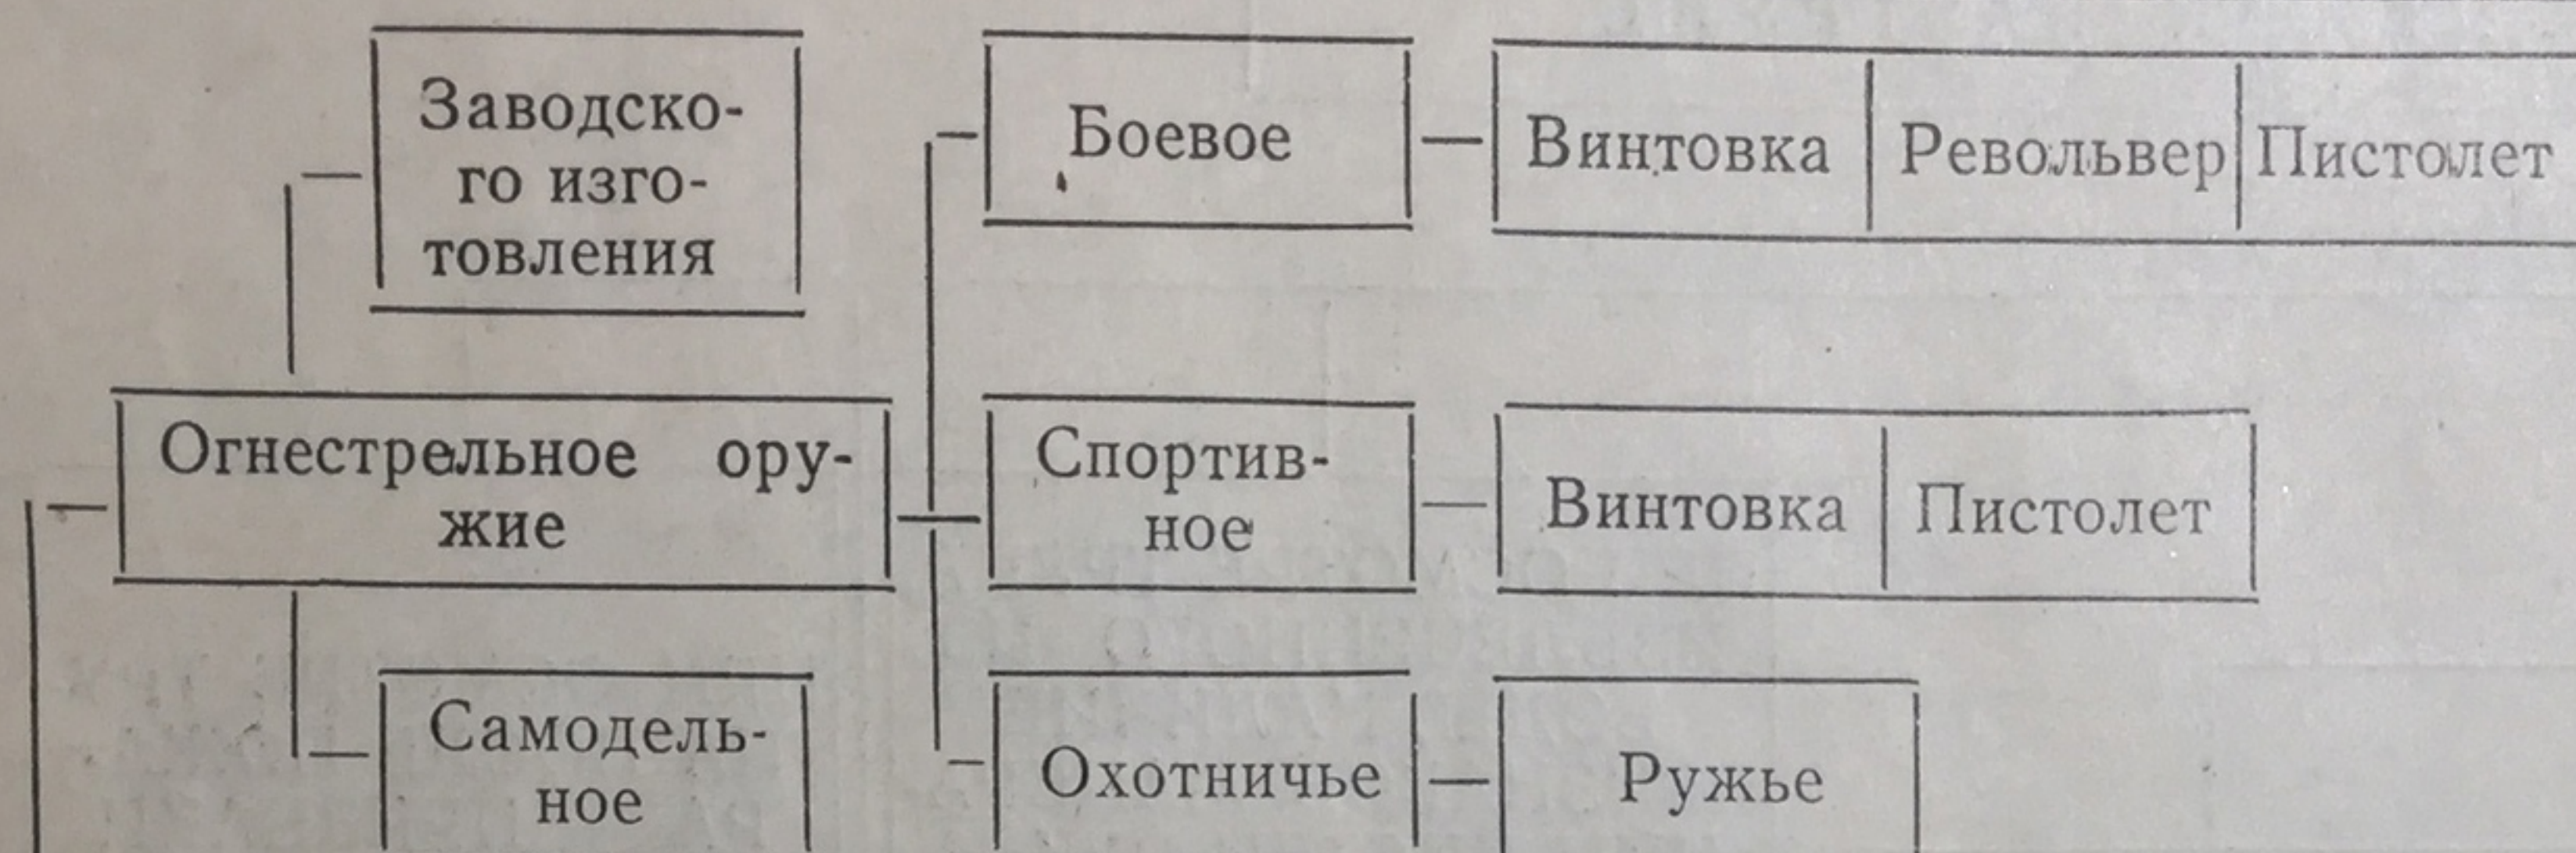 Заводско-
го изго-
товления
Боевое
Винтовка
Револьвер
Пистолет
Огнестрельное ору-
жие
Спортив-
ное
Винтовка
Пистолет
Самодель-
ное
Охотничье
Ружье